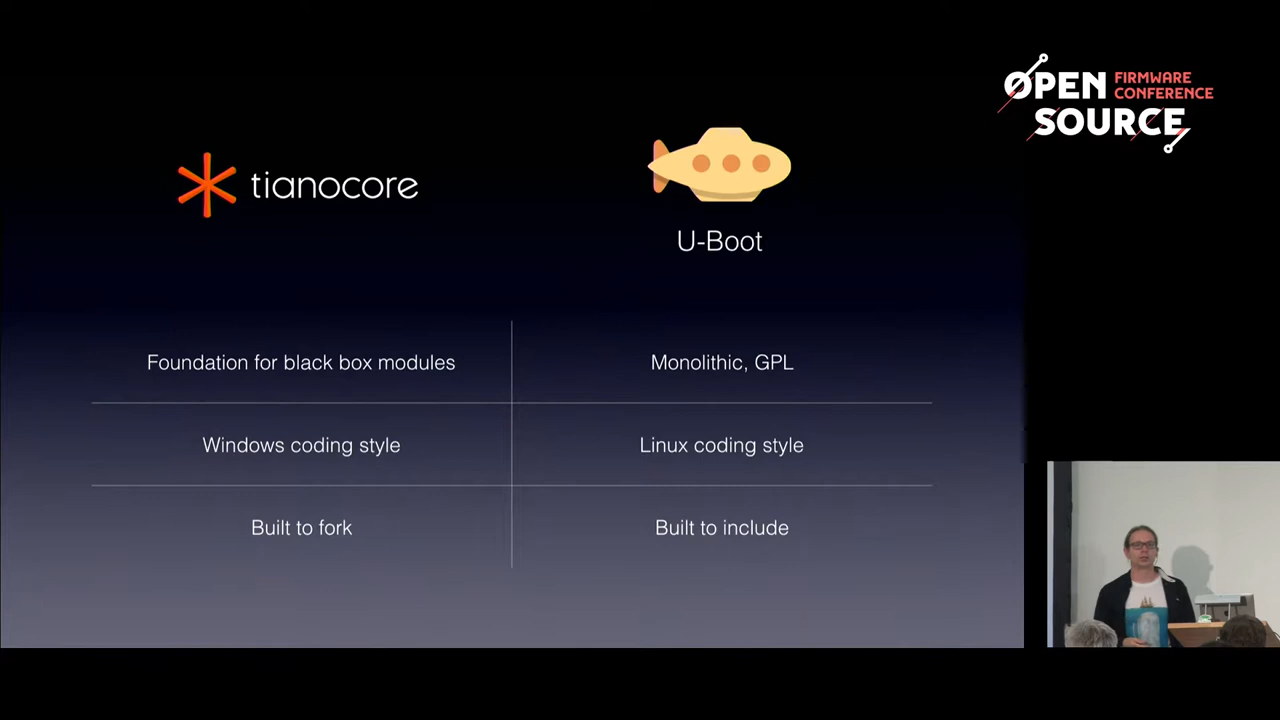 OPEN FIRMWARE CONFERENCE
SOURCE
tianocore
U-Boot
Foundation for black box modules
Monolithic, GPL
Windows coding style
Linux coding style
Built to fork
Built to include